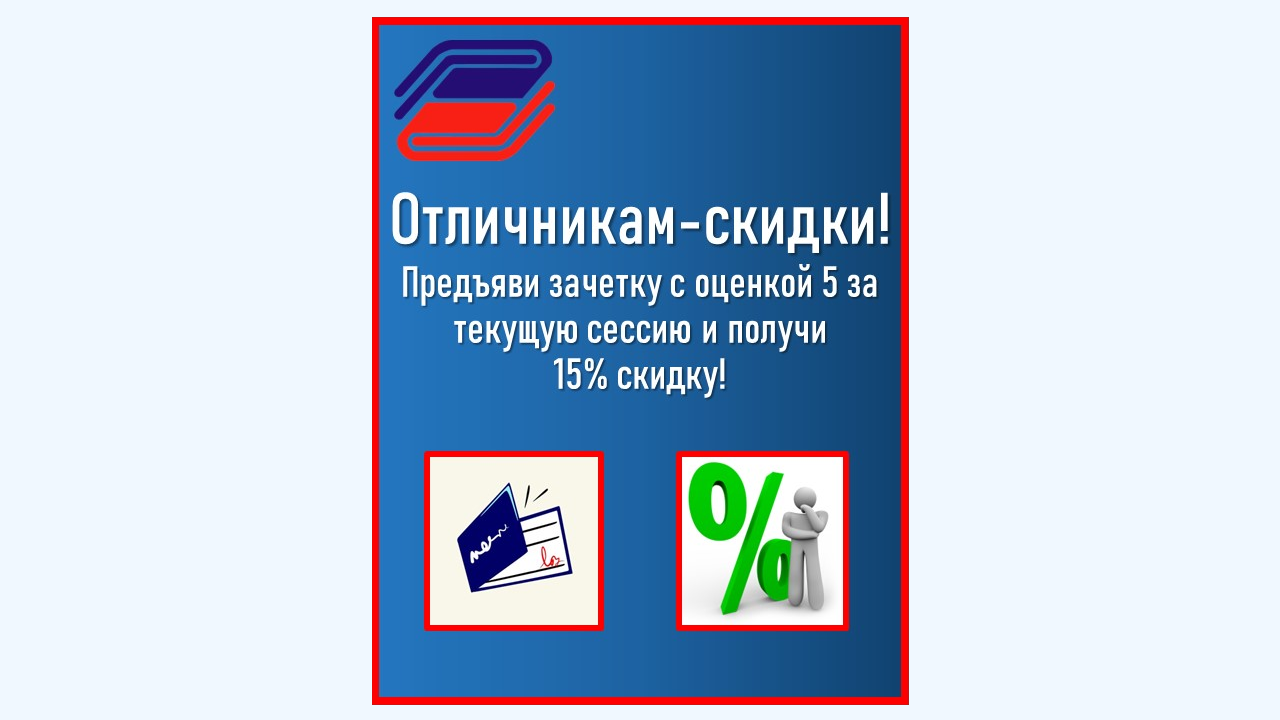 Отличникам-скидки!
Предъяви зачетку с оценкой 5 за
текущую сессию и получи
15% скидку!
%